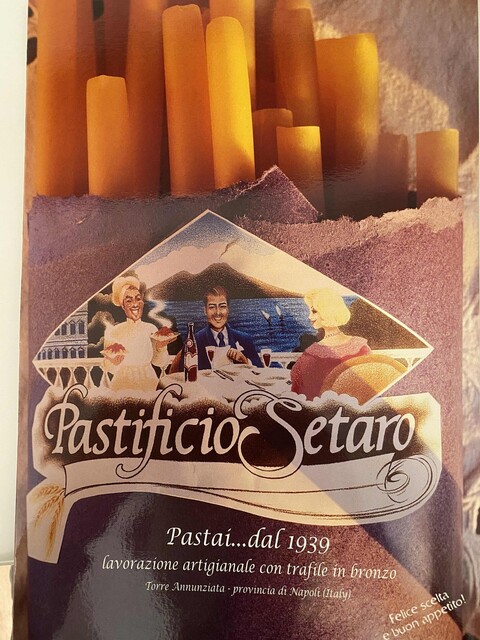 Pastificio Setaro
Pastai...dal 1939
lavorazione artigianale con trafile in bronzo
Torre Annunziata - provincia di Napoli (Italy)
Felice scelta
e buon appetito!